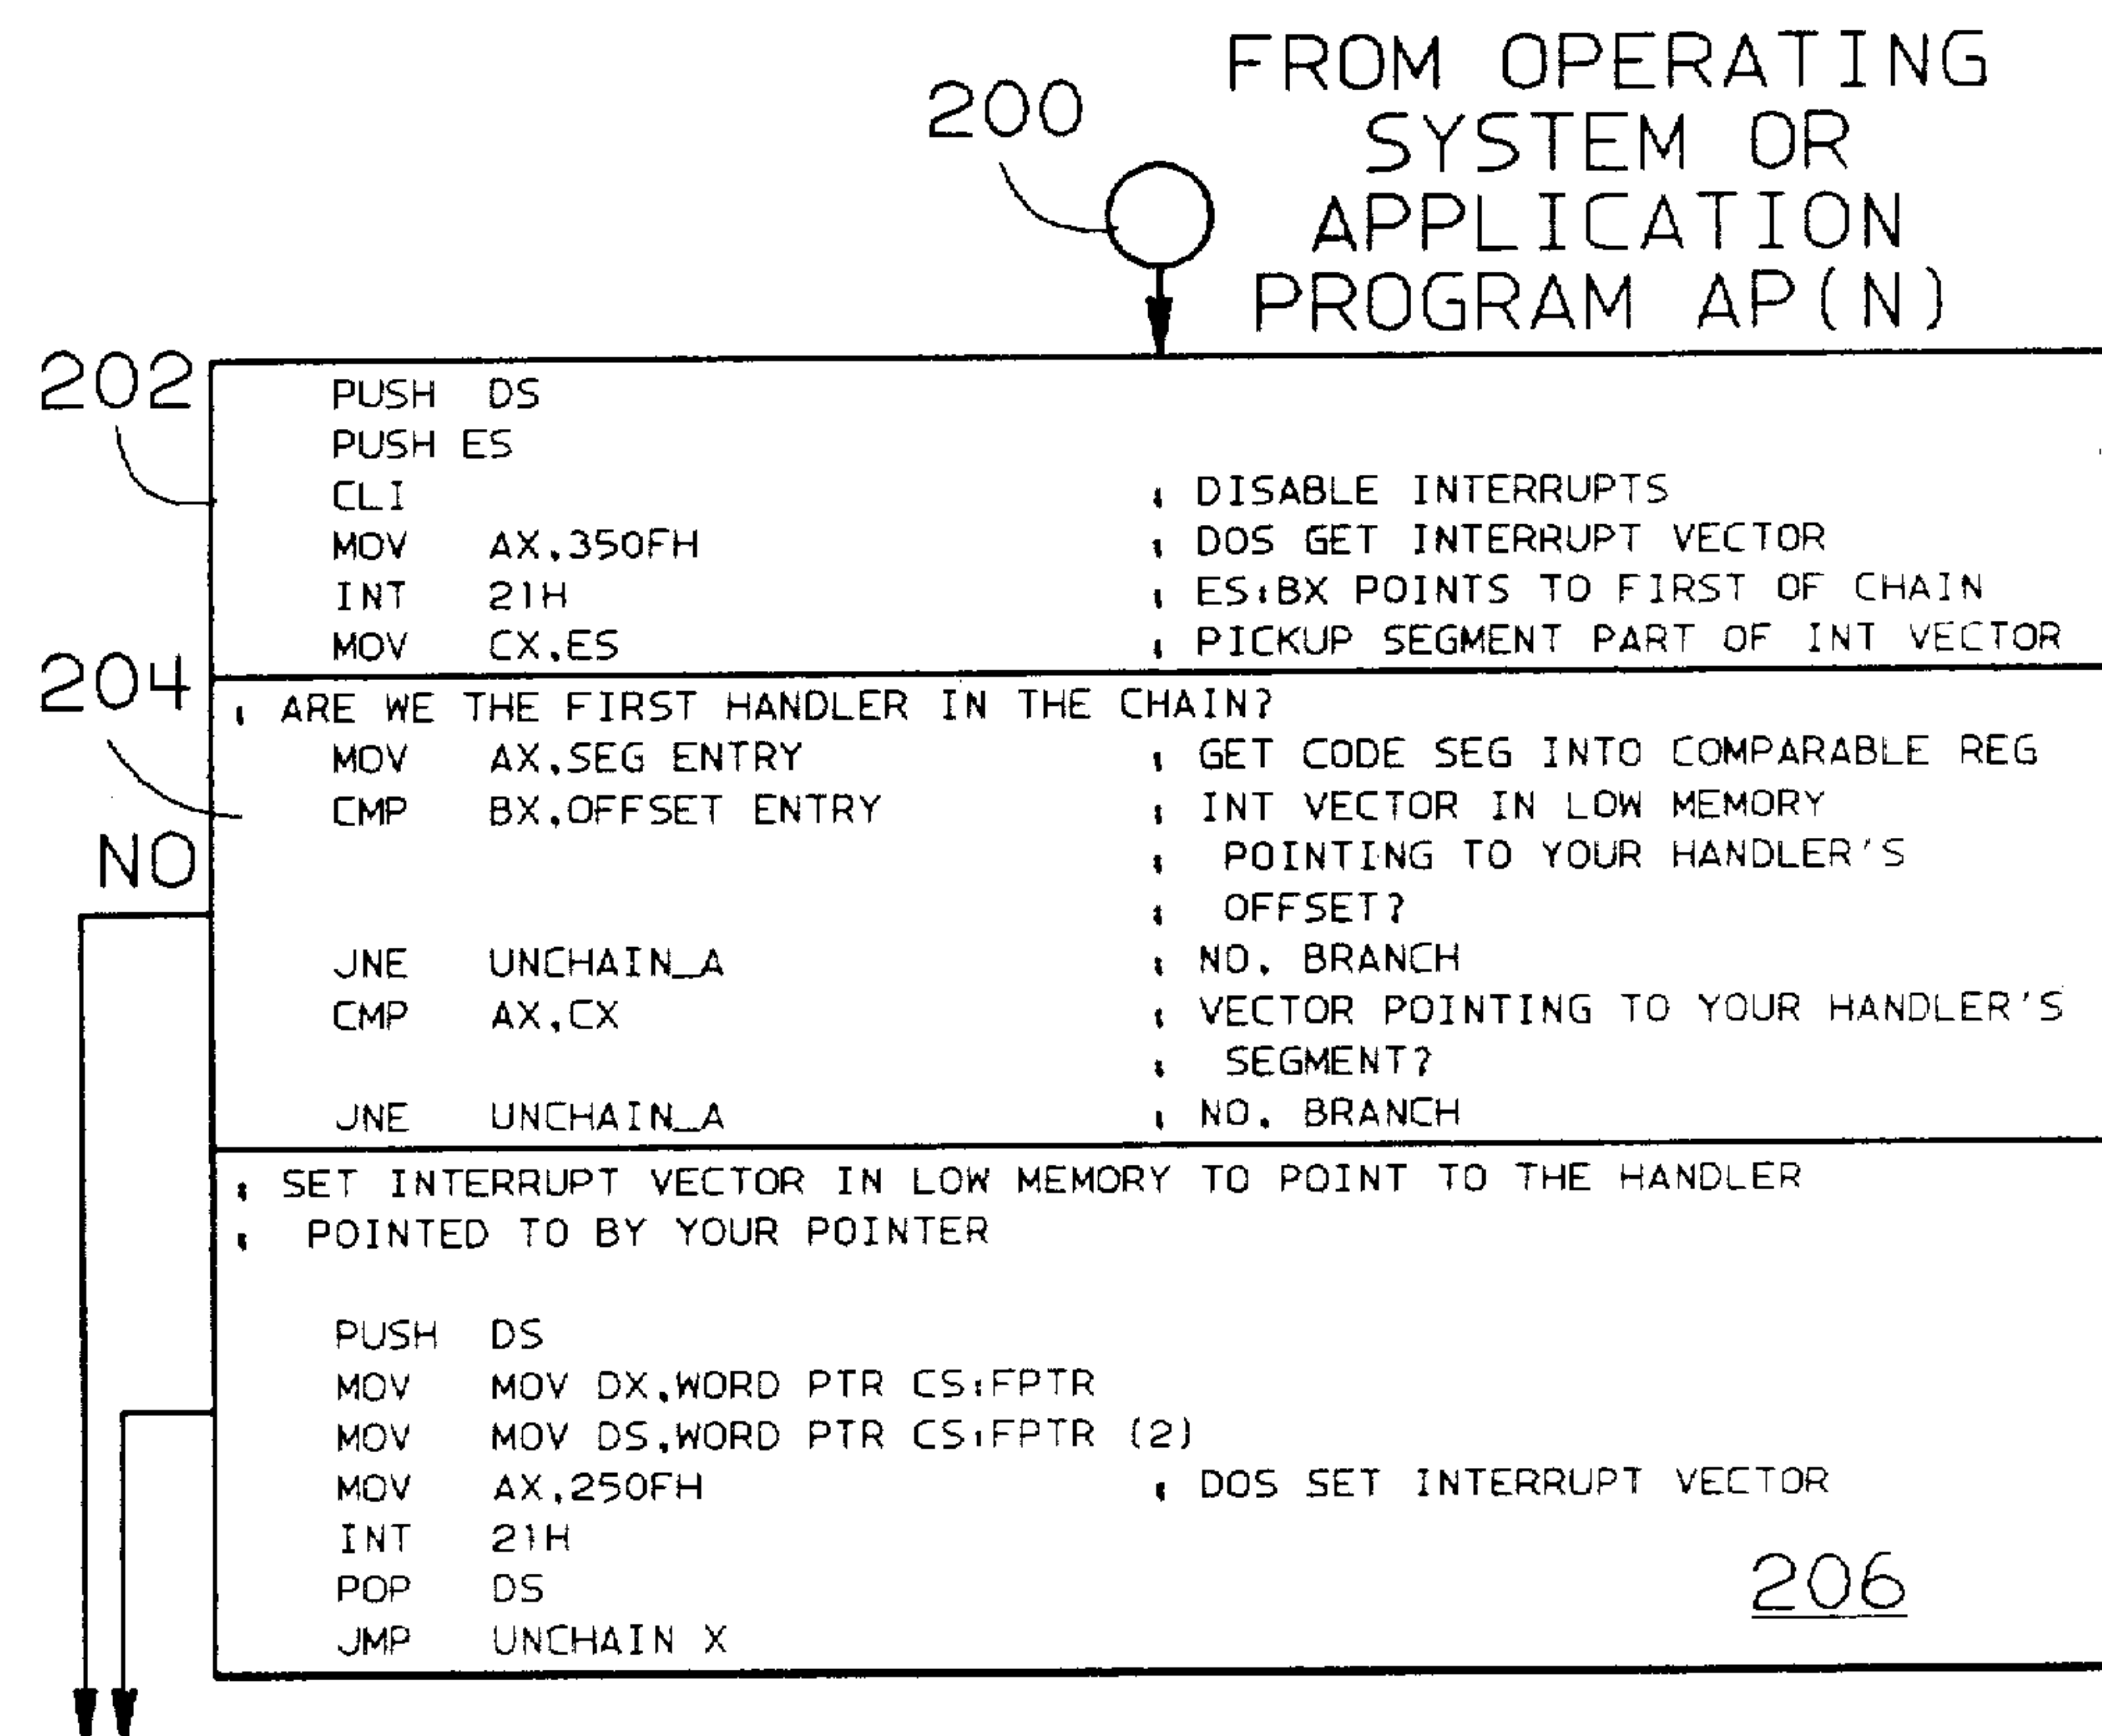 FROM OPERATING
SYSTEM OR
APPLICATION
PROGRAM AP(N)
200
202
PUSH DS
PUSH ES
CLI ; DISABLE INTERRUPTS
MOV AX,350FH ; DOS GET INTERRUPT VECTOR
INT 21H ; ES:BX POINTS TO FIRST OF CHAIN
MOV CX,ES ; PICKUP SEGMENT PART OF INT VECTOR
204
; ARE WE THE FIRST HANDLER IN THE CHAIN?
MOV AX,SEG ENTRY ; GET CODE SEG INTO COMPARABLE REG
CMP BX,OFFSET ENTRY ; INT VECTOR IN LOW MEMORY
; POINTING TO YOUR HANDLER'S
NO
; OFFSET?
JNE UNCHAIN_A ; NO, BRANCH
CMP AX,CX ; VECTOR POINTING TO YOUR HANDLER'S
; SEGMENT?
JNE UNCHAIN_A ; NO, BRANCH
; SET INTERRUPT VECTOR IN LOW MEMORY TO POINT TO THE HANDLER
; POINTED TO BY YOUR POINTER
PUSH DS
MOV MOV DX,WORD PTR CS:FPTR
MOV MOV DS,WORD PTR CS:FPTR (2)
MOV AX,250FH ; DOS SET INTERRUPT VECTOR
INT 21H
POP DS
JMP UNCHAIN X
206